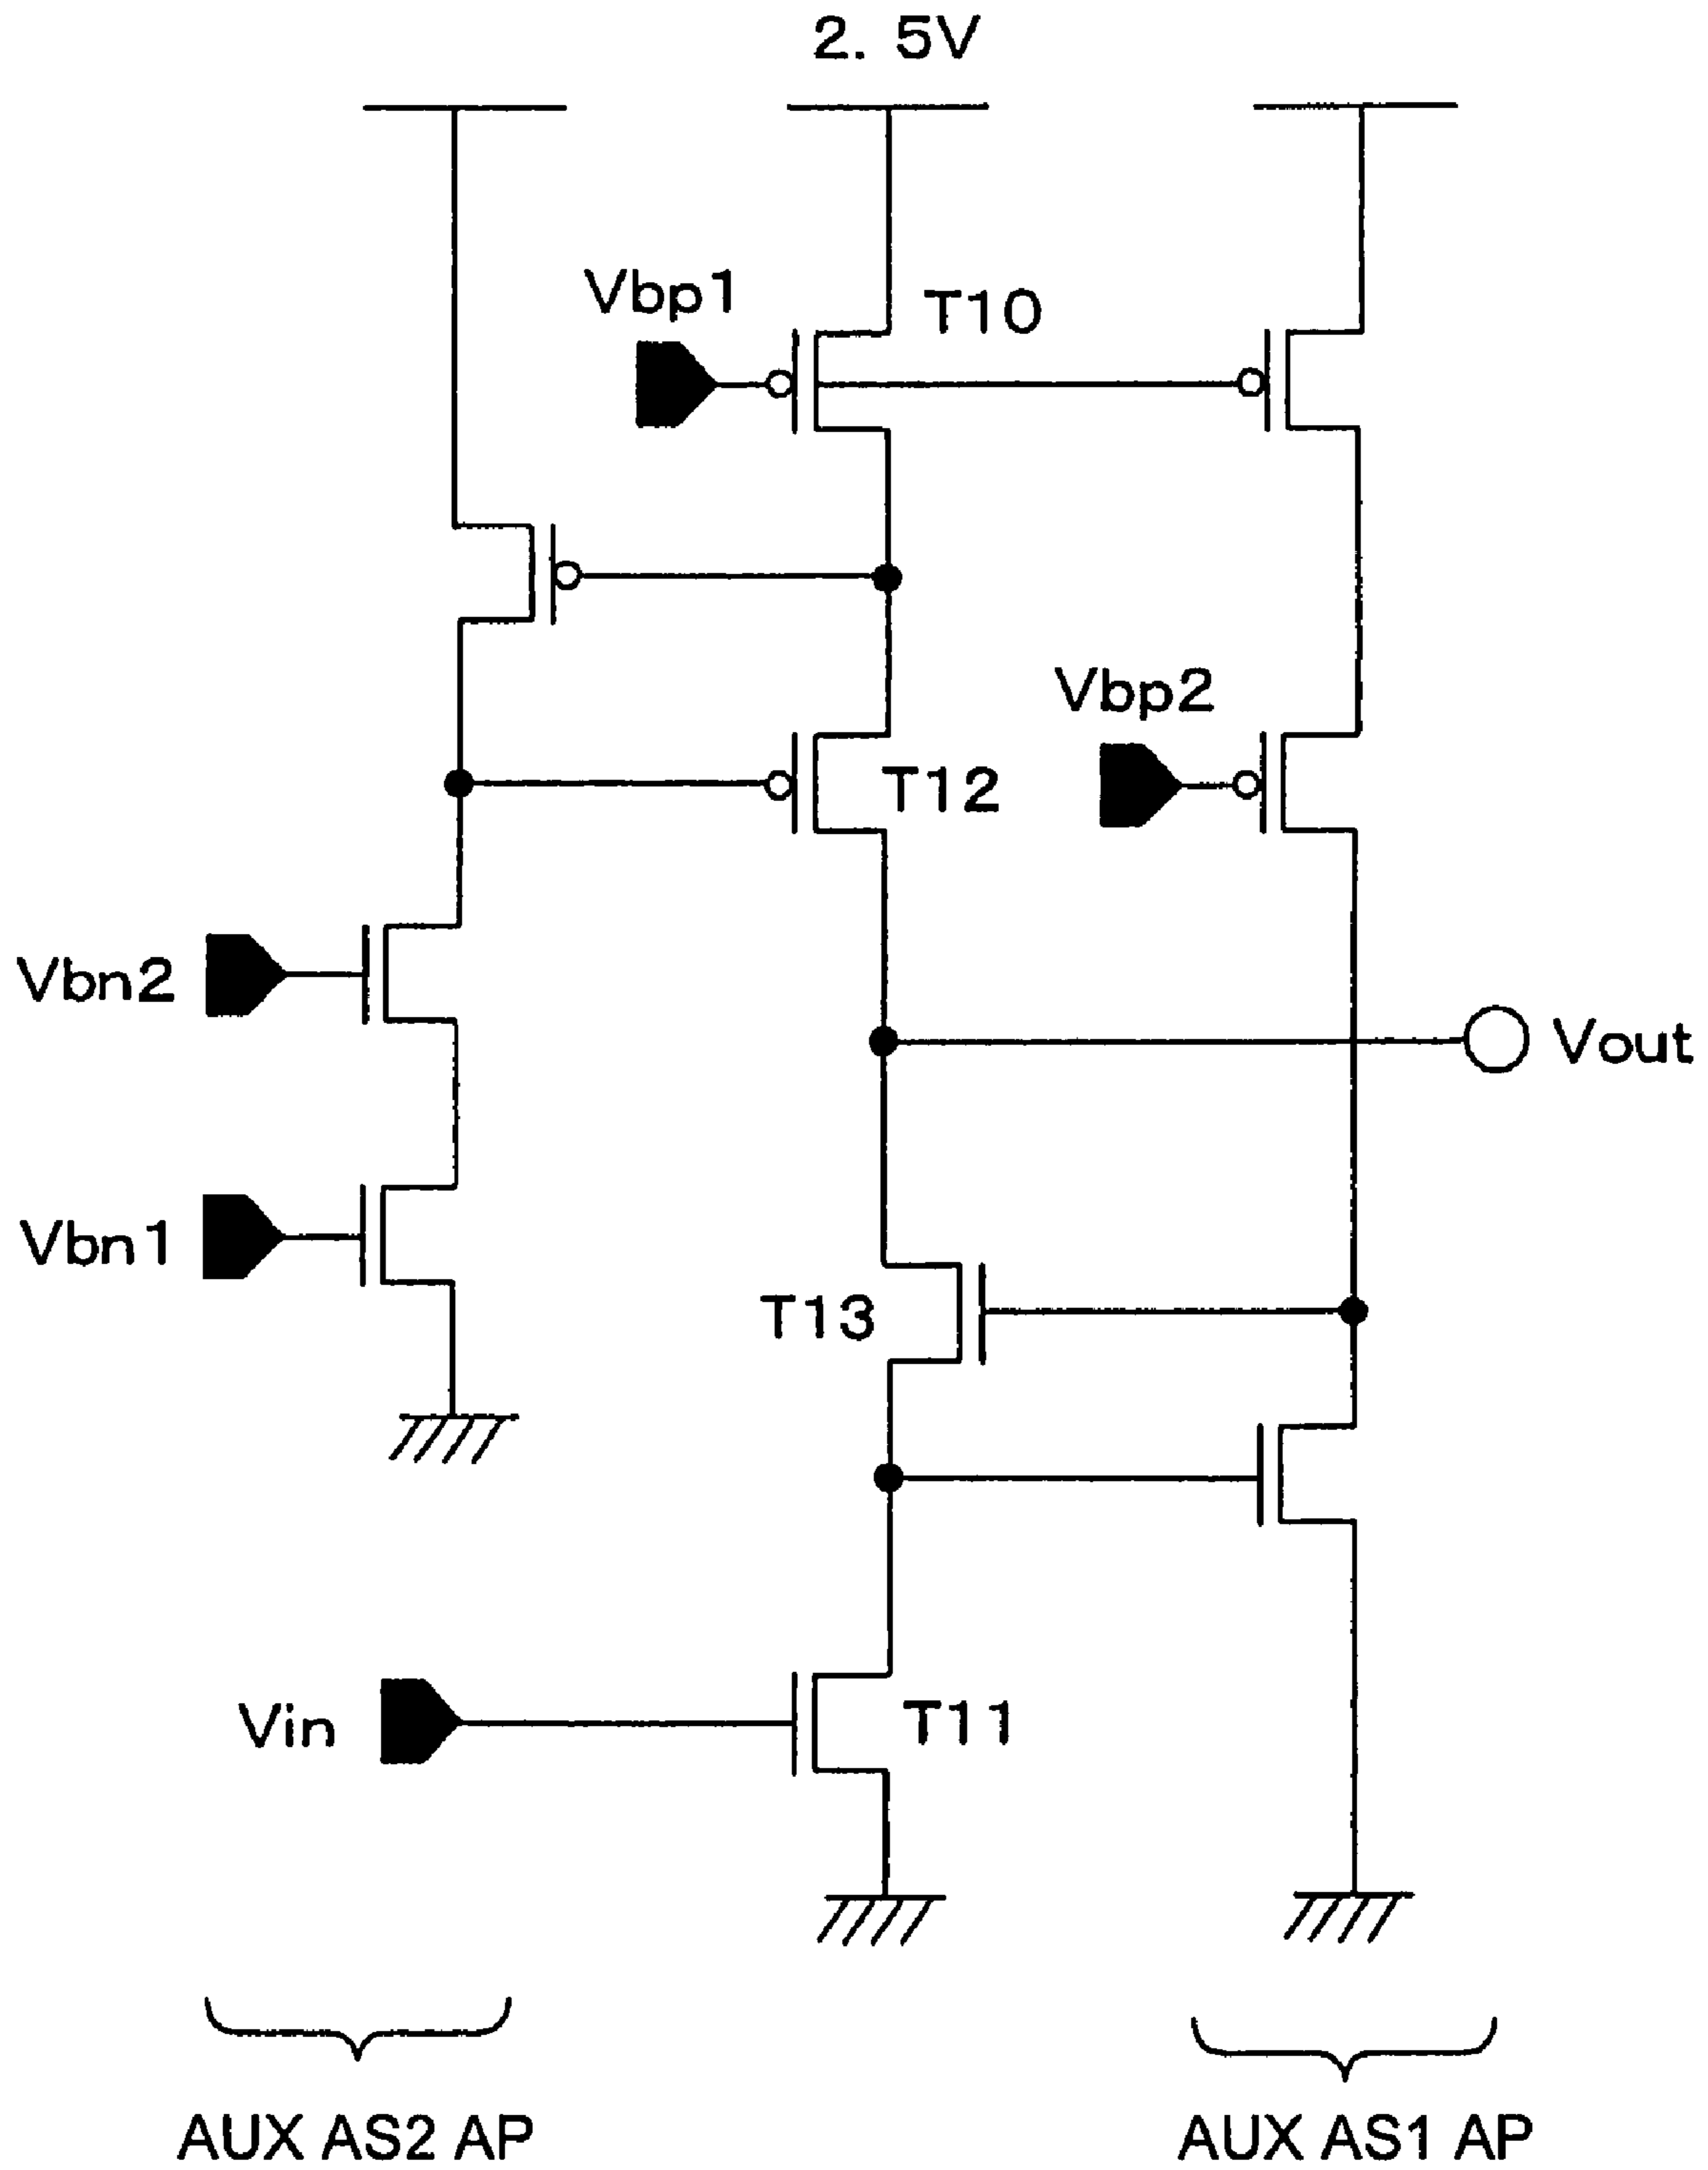 2. 5V
Vbp1
T10
Vbp2
T12
Vbn2
Vout
Vbn1
T13
Vin
T11
AUX AS2 AP
AUX AS1 AP